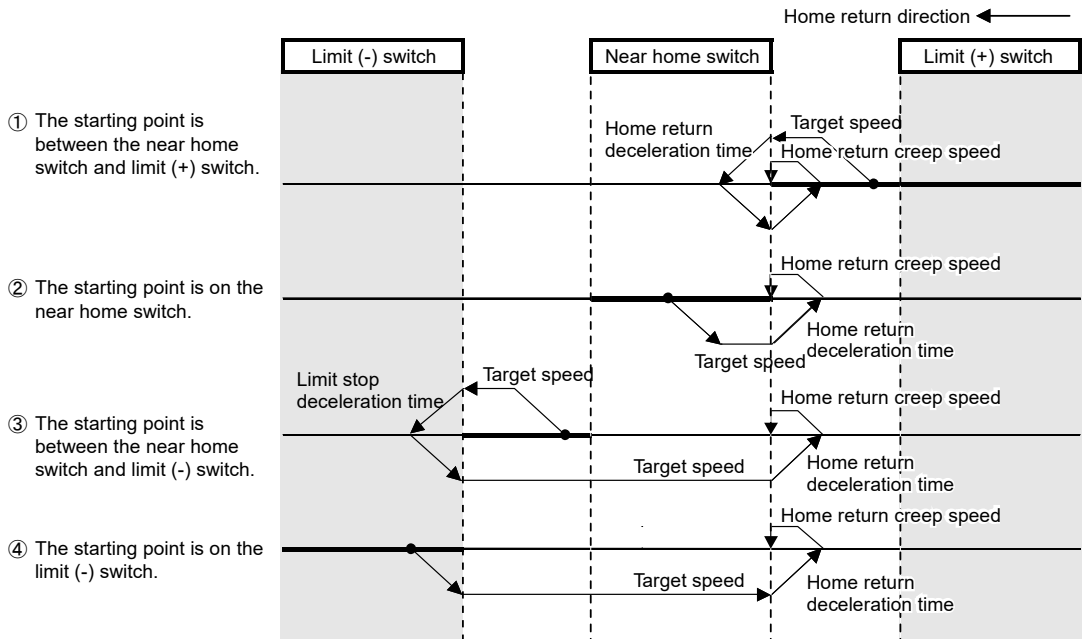 Home return direction
Limit (-) switch
Near home switch
Limit (+) switch
① The starting point is
between the near home
switch and limit (+) switch.
Home return
deceleration time
Target speed
Home return creep speed
② The starting point is on the
near home switch.
Home return creep speed
Target speed
Home return
deceleration time
③ The starting point is
between the near home
switch and limit (-) switch.
Limit stop
deceleration time
Target speed
Home return creep speed
Target speed
Home return
deceleration time
④ The starting point is on the
limit (-) switch.
Home return creep speed
Target speed
Home return
deceleration time